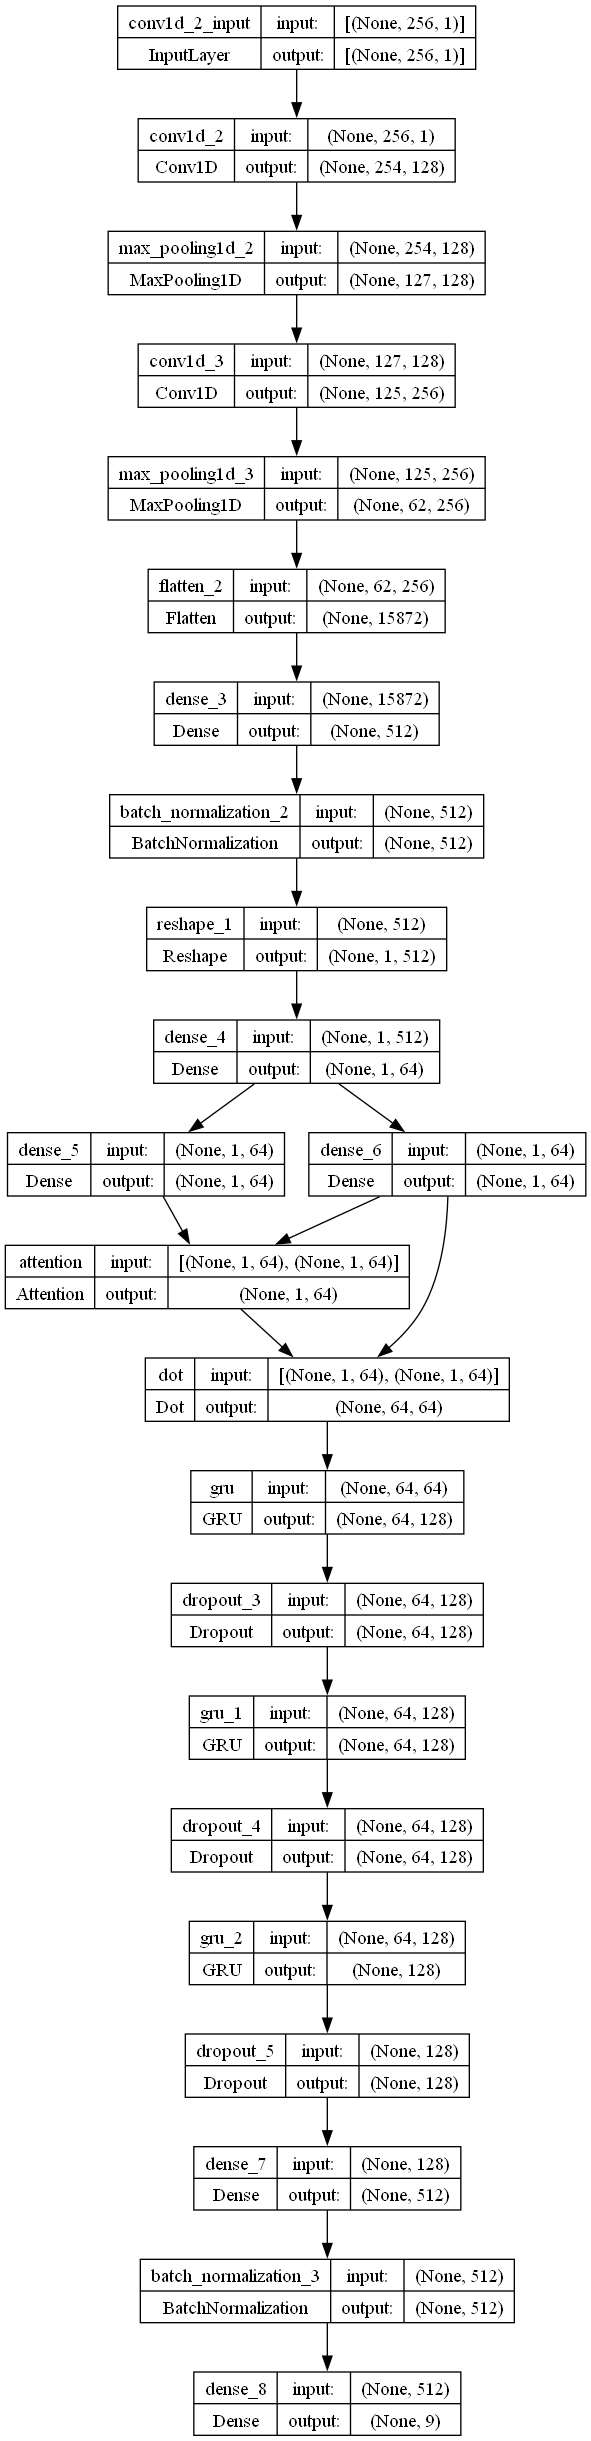 conv1d_2_input input: [(None, 256, 1)]
InputLayer output: [(None, 256, 1)]
conv1d_2 input: (None, 256, 1)
Conv1D output: (None, 254, 128)
max_pooling1d_2 input: (None, 254, 128)
MaxPooling1D output: (None, 127, 128)
conv1d_3 input: (None, 127, 128)
Conv1D output: (None, 125, 256)
max_pooling1d_3 input: (None, 125, 256)
MaxPooling1D output: (None, 62, 256)
flatten_2 input: (None, 62, 256)
Flatten output: (None, 15872)
dense_3 input: (None, 15872)
Dense output: (None, 512)
batch_normalization_2 input: (None, 512)
BatchNormalization output: (None, 512)
reshape_1 input: (None, 512)
Reshape output: (None, 1, 512)
dense_4 input: (None, 1, 512)
Dense output: (None, 1, 64)
dense_5 input: (None, 1, 64)
Dense output: (None, 1, 64)
dense_6 input: (None, 1, 64)
Dense output: (None, 1, 64)
attention input: [(None, 1, 64), (None, 1, 64)]
Attention output: (None, 1, 64)
dot input: [(None, 1, 64), (None, 1, 64)]
Dot output: (None, 64, 64)
gru input: (None, 64, 64)
GRU output: (None, 64, 128)
dropout_3 input: (None, 64, 128)
Dropout output: (None, 64, 128)
gru_1 input: (None, 64, 128)
GRU output: (None, 64, 128)
dropout_4 input: (None, 64, 128)
Dropout output: (None, 64, 128)
gru_2 input: (None, 64, 128)
GRU output: (None, 128)
dropout_5 input: (None, 128)
Dropout output: (None, 128)
dense_7 input: (None, 128)
Dense output: (None, 512)
batch_normalization_3 input: (None, 512)
BatchNormalization output: (None, 512)
dense_8 input: (None, 512)
Dense output: (None, 9)